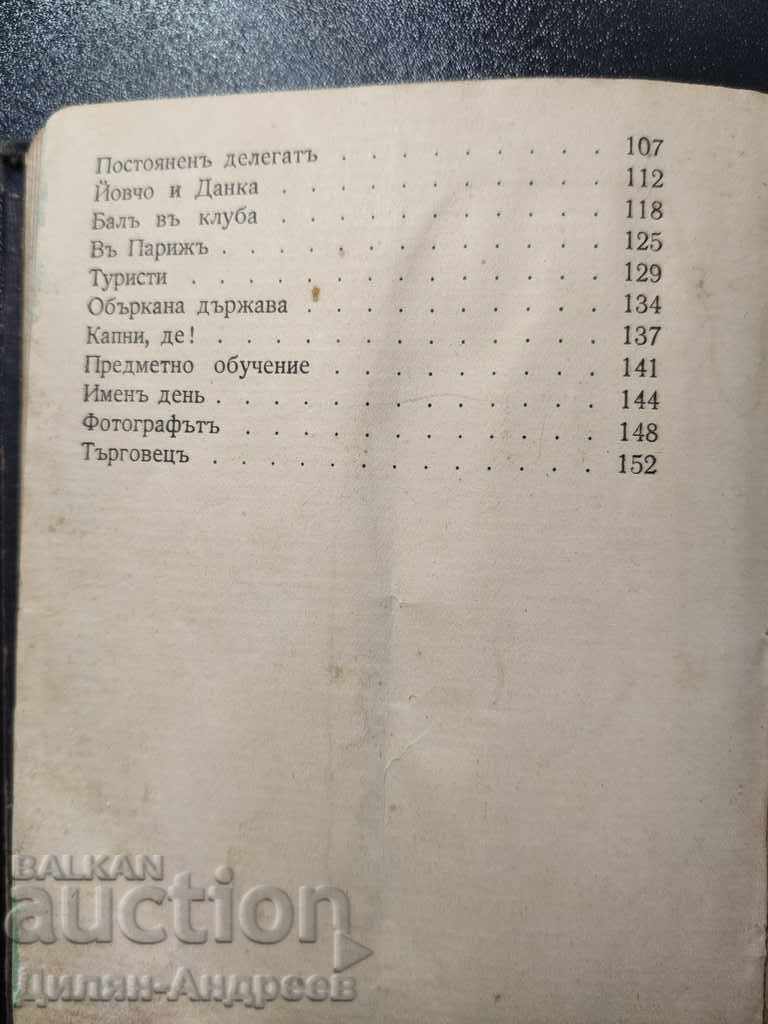 Постояненъ делегатъ . . . . . . . . . 107
Йовчо и Данка . . . . . . . . . . . 112
Балъ въ клуба . . . . . . . . . . . 118
Въ Парижъ . . . . . . . . . . . . . 125
Туристи . . . . . . . . . . . . . . 129
Объркана държава . . . . . . . . . . 134
Капни, де! . . . . . . . . . . . . . 137
Предметно обучение . . . . . . . . . 141
Именъ день . . . . . . . . . . . . . 144
Фотографътъ . . . . . . . . . . . . 148
Търговецъ . . . . . . . . . . . . . 152
BALKAN
auction
Дилян-Андреев